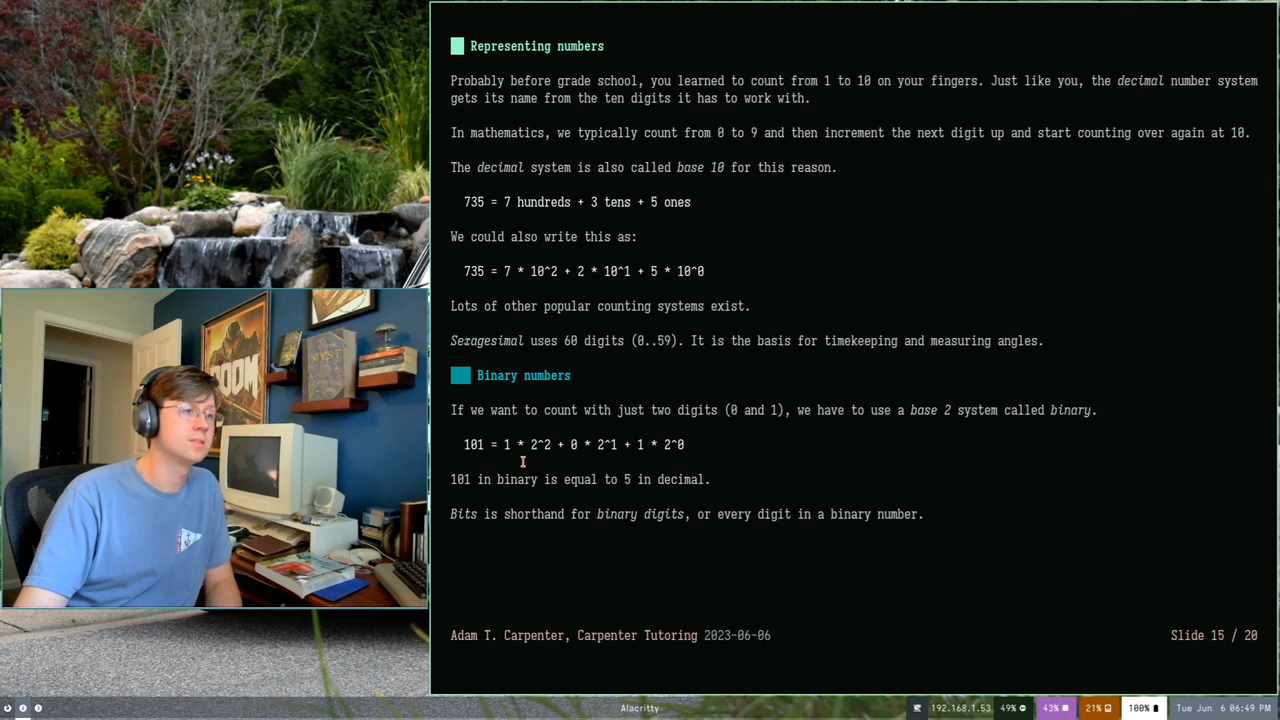 Representing numbers
Probably before grade school, you learned to count from 1 to 10 on your fingers. Just like you, the decimal number system
gets its name from the ten digits it has to work with.
In mathematics, we typically count from 0 to 9 and then increment the next digit up and start counting over again at 10.
The decimal system is also called base 10 for this reason.
735 = 7 hundreds + 3 tens + 5 ones
We could also write this as:
735 = 7 * 10^2 + 2 * 10^1 + 5 * 10^0
Lots of other popular counting systems exist.
Sexagesimal uses 60 digits (0..59). It is the basis for timekeeping and measuring angles.
Binary numbers
If we want to count with just two digits (0 and 1), we have to use a base 2 system called binary.
101 = 1 * 2^2 + 0 * 2^1 + 1 * 2^0
101 in binary is equal to 5 in decimal.
Bits is shorthand for binary digits, or every digit in a binary number.
Adam T. Carpenter, Carpenter Tutoring 2023-06-06
Slide 15 / 20
DOOM
MYST
Alacritty
192.168.1.53
49%
43%
21%
100%
Tue Jun 6 06:49 PM